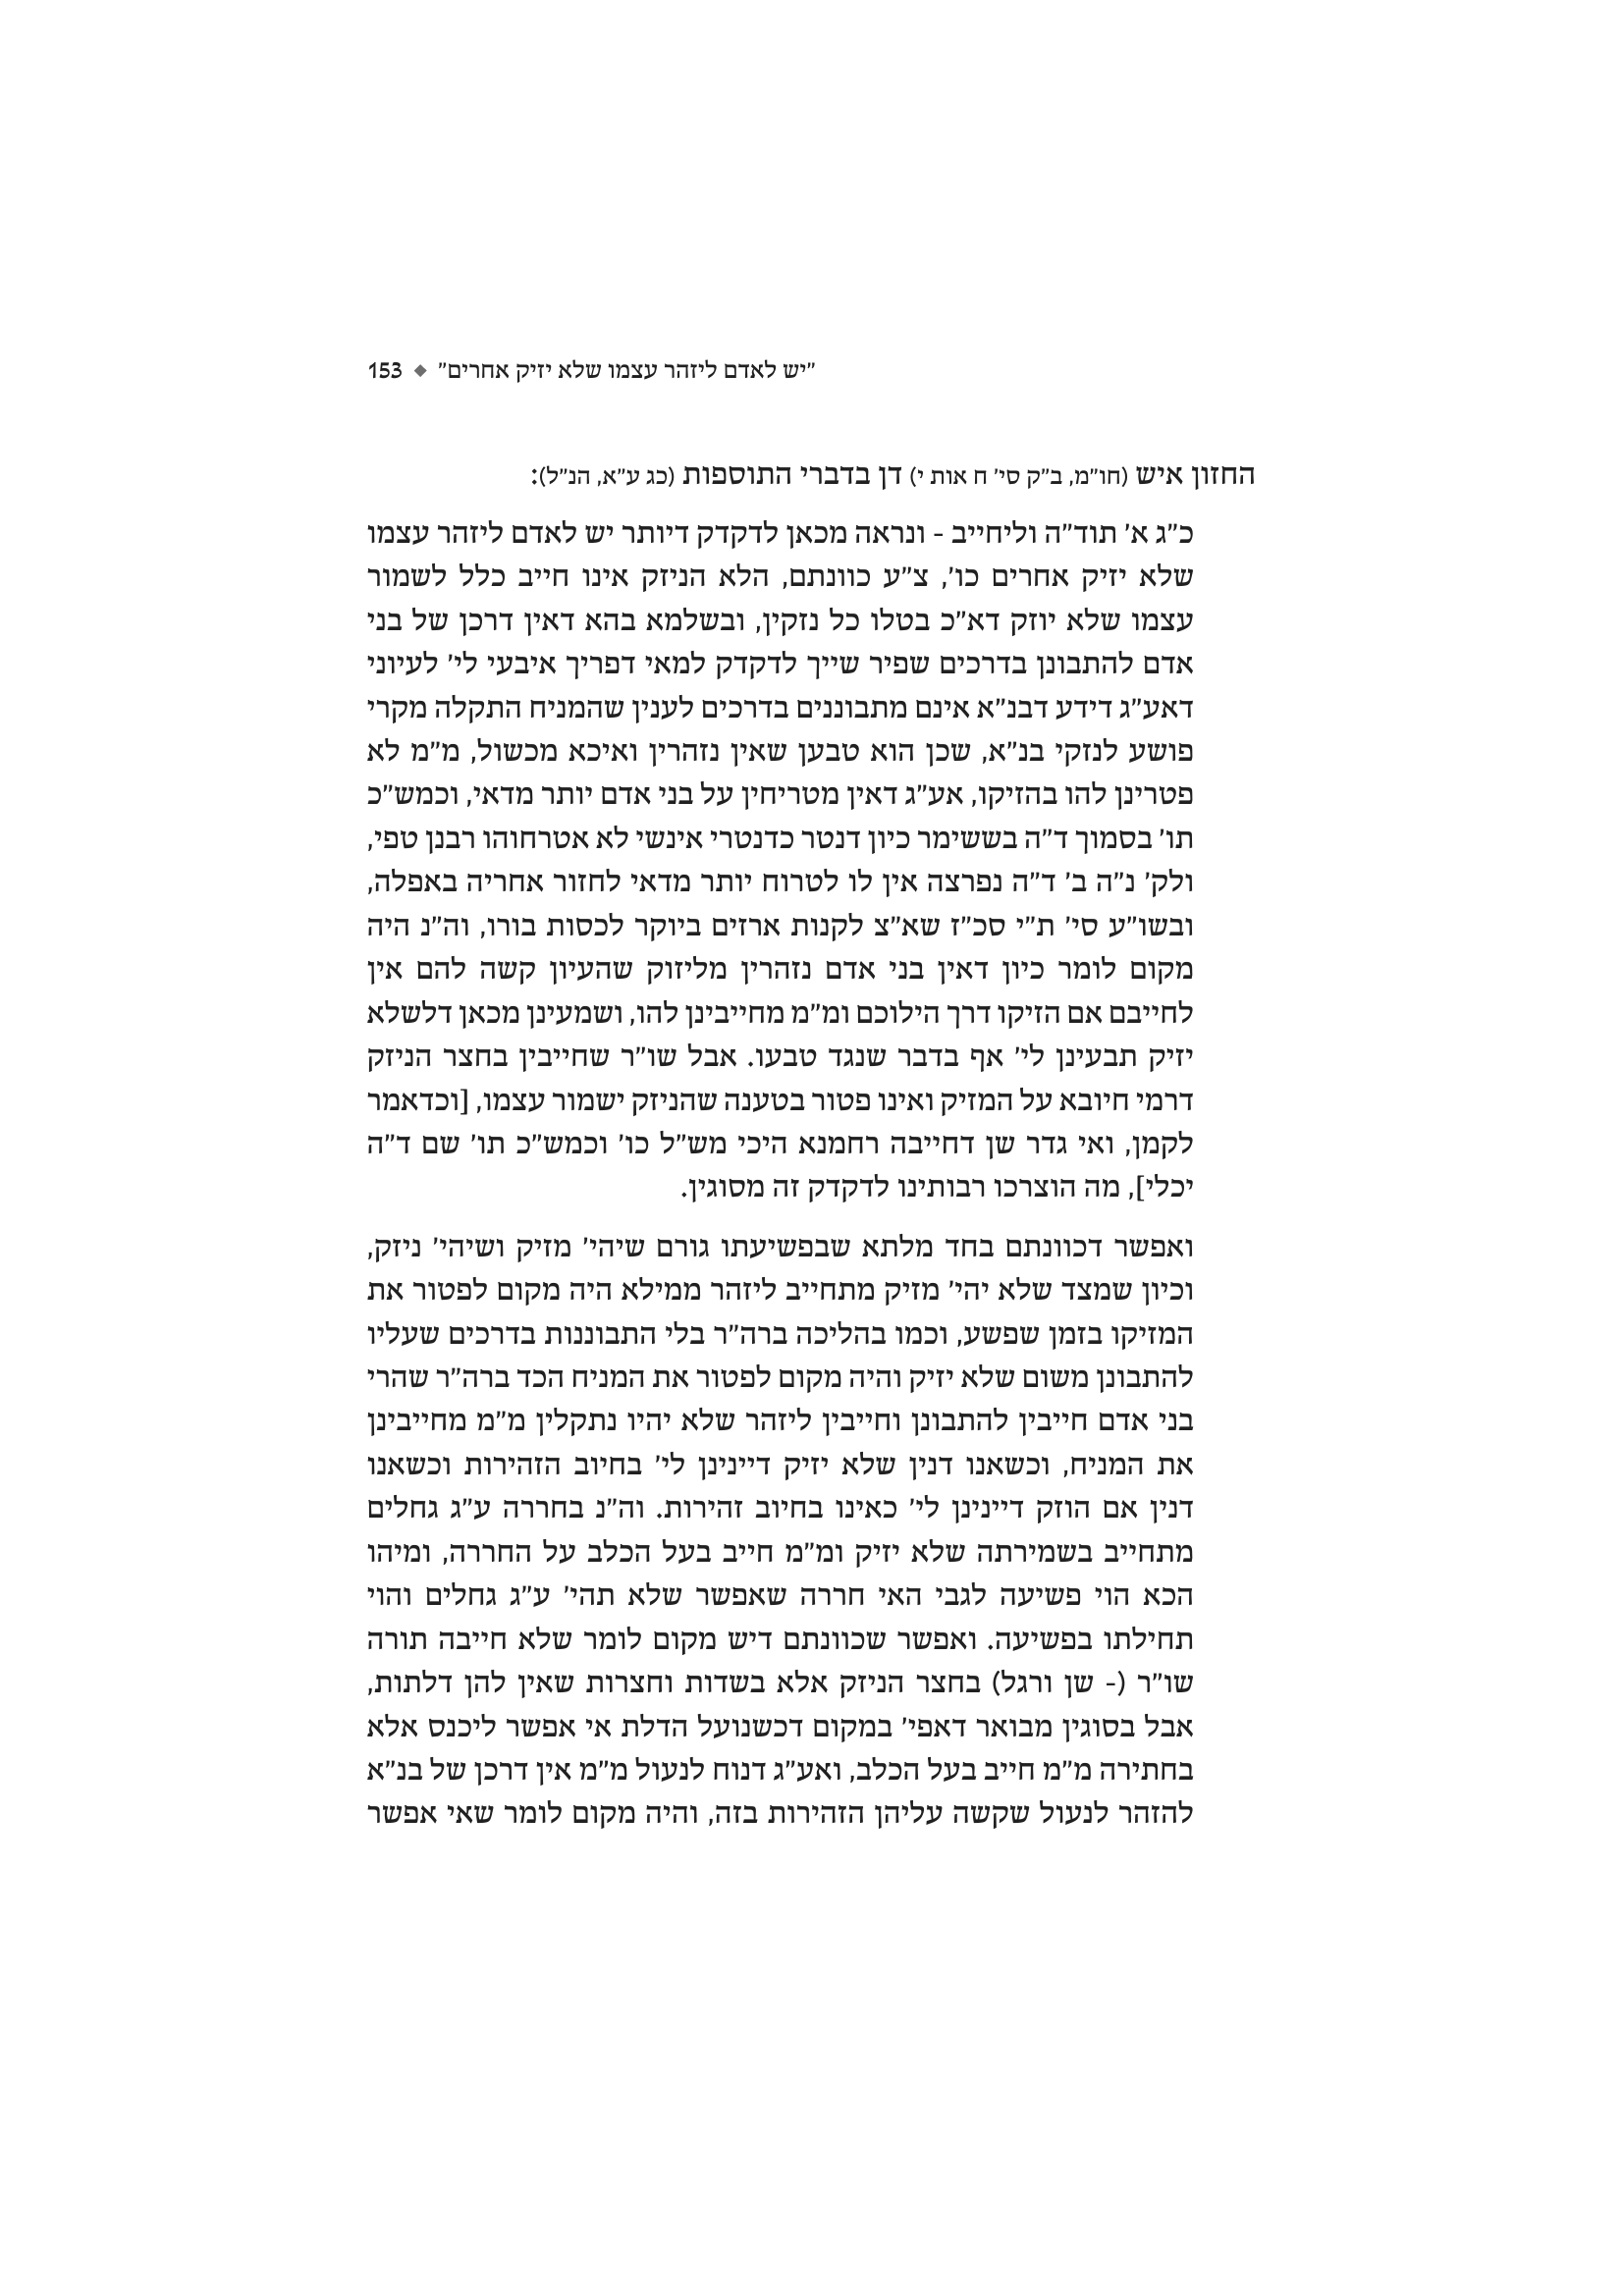 "יש לאדם ליזהר עצמו שלא יזיק אחרים" ◆ 153
החזון איש (חו"מ, ב"ק סי' ח אות י) דן בדברי התוספות (כג ע"א, הנ"ל):
כ"ג א' תוד"ה וליחייב - ונראה מכאן לדקדק דיותר יש לאדם ליזהר עצמו
שלא יזיק אחרים כו', צ"ע כוונתם, הלא הניזק אינו חייב כלל לשמור
עצמו שלא יוזק דא"כ בטלו כל נזקין, ובשלמא בהא דאין דרכן של בני
אדם להתבונן בדרכים שפיר שייך לדקדק למאי דפריך איבעי לי' לעיוני
דאע"ג דידע דבנ"א אינם מתבוננים בדרכים לענין שהמניח התקלה מקרי
פושע לנזקי בנ"א, שכן הוא טבען שאין נזהרין ואיכא מכשול, מ"מ לא
פטרינן להו בהזיקו, אע"ג דאין מטריחין על בני אדם יותר מדאי, וכמש"כ
תו' בסמוך ד"ה בששימר כיון דנטר כדנטרי אינשי לא אטרחוהו רבנן טפי,
ולק' נ"ה ב' ד"ה נפרצה אין לו לטרוח יותר מדאי לחזור אחריה באפלה,
ובשו"ע סי' ת"י סכ"ז שא"צ לקנות ארזים ביוקר לכסות בורו, וה"נ היה
מקום לומר כיון דאין בני אדם נזהרין מליזוק שהעיון קשה להם אין
לחייבם אם הזיקו דרך הילוכם ומ"מ מחייבינן להו, ושמעינן מכאן דלשלא
יזיק תבעינן לי' אף בדבר שנגד טבעו. אבל שו"ר שחייבין בחצר הניזק
דרמי חיובא על המזיק ואינו פטור בטענה שהניזק ישמור עצמו, [וכדאמר
לקמן, ואי גדר שן דחייבה רחמנא היכי מש"ל כו' וכמש"כ תו' שם ד"ה
יכלי], מה הוצרכו רבותינו לדקדק זה מסוגין.
ואפשר דכוונתם בחד מלתא שבפשיעתו גורם שיהי' מזיק ושיהי' ניזק,
וכיון שמצד שלא יהי' מזיק מתחייב ליזהר ממילא היה מקום לפטור את
המזיקו בזמן שפשע, וכמו בהליכה ברה"ר בלי התבוננות בדרכים שעליו
להתבונן משום שלא יזיק והיה מקום לפטור את המניח הכד ברה"ר שהרי
בני אדם חייבין להתבונן וחייבין ליזהר שלא יהיו נתקלין מ"מ מחייבינן
את המניח, וכשאנו דנין שלא יזיק דיינינן לי' בחיוב הזהירות וכשאנו
דנין אם הוזק דיינינן לי' כאינו בחיוב זהירות. וה"נ בחררה ע"ג גחלים
מתחייב בשמירתה שלא יזיק ומ"מ חייב בעל הכלב על החררה, ומיהו
הכא הוי פשיעה לגבי האי חררה שאפשר שלא תהי' ע"ג גחלים והוי
תחילתו בפשיעה. ואפשר שכוונתם דיש מקום לומר שלא חייבה תורה
שו"ר (- שן ורגל) בחצר הניזק אלא בשדות וחצרות שאין להן דלתות,
אבל בסוגין מבואר דאפי' במקום דכשנועל הדלת אי אפשר ליכנס אלא
בחתירה מ"מ חייב בעל הכלב, ואע"ג דנוח לנעול מ"מ אין דרכן של בנ"א
להזהר לנעול שקשה עליהן הזהירות בזה, והיה מקום לומר שאי אפשר